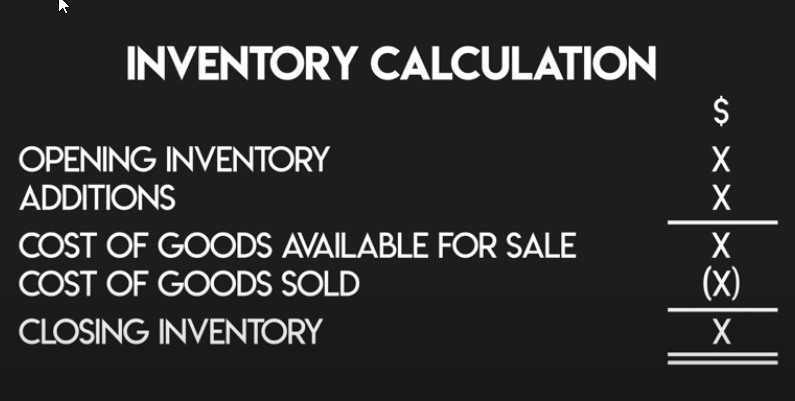 INVENTORY CALCULATION
$
OPENING INVENTORY X
ADDITIONS X
COST OF GOODS AVAILABLE FOR SALE X
COST OF GOODS SOLD (X)
CLOSING INVENTORY X